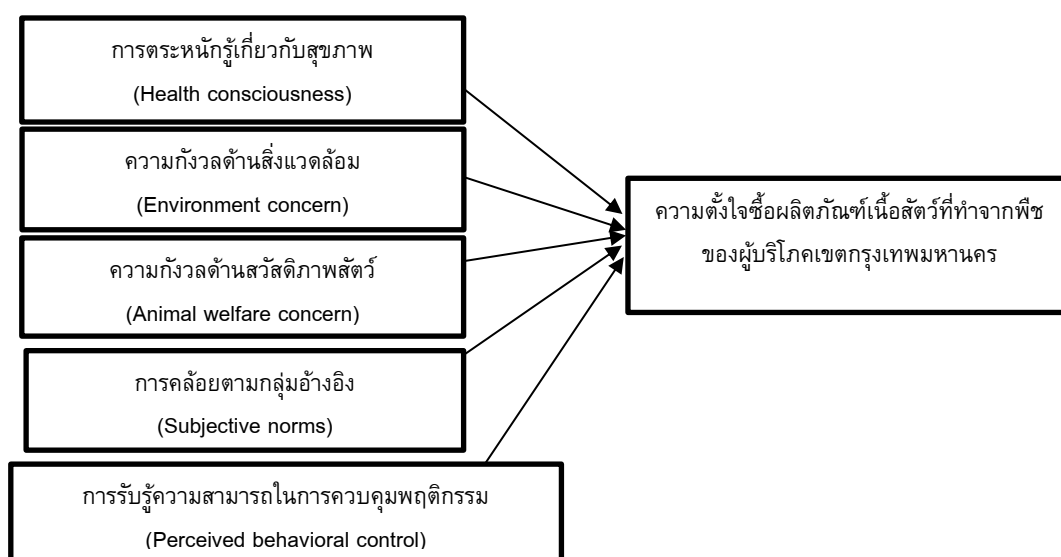 การตระหนักรู้เกี่ยวกับสุขภาพ
(Health consciousness)
ความกังวลด้านสิ่งแวดล้อม
(Environment concern)
ความกังวลด้านสวัสดิภาพสัตว์
(Animal welfare concern)
การคล้อยตามกลุ่มอ้างอิง
(Subjective norms)
การรับรู้ความสามารถในการควบคุมพฤติกรรม
(Perceived behavioral control)
ความตั้งใจซื้อผลิตภัณฑ์เนื้อสัตว์ที่ทำจากพืช
ของผู้บริโภคเขตกรุงเทพมหานคร